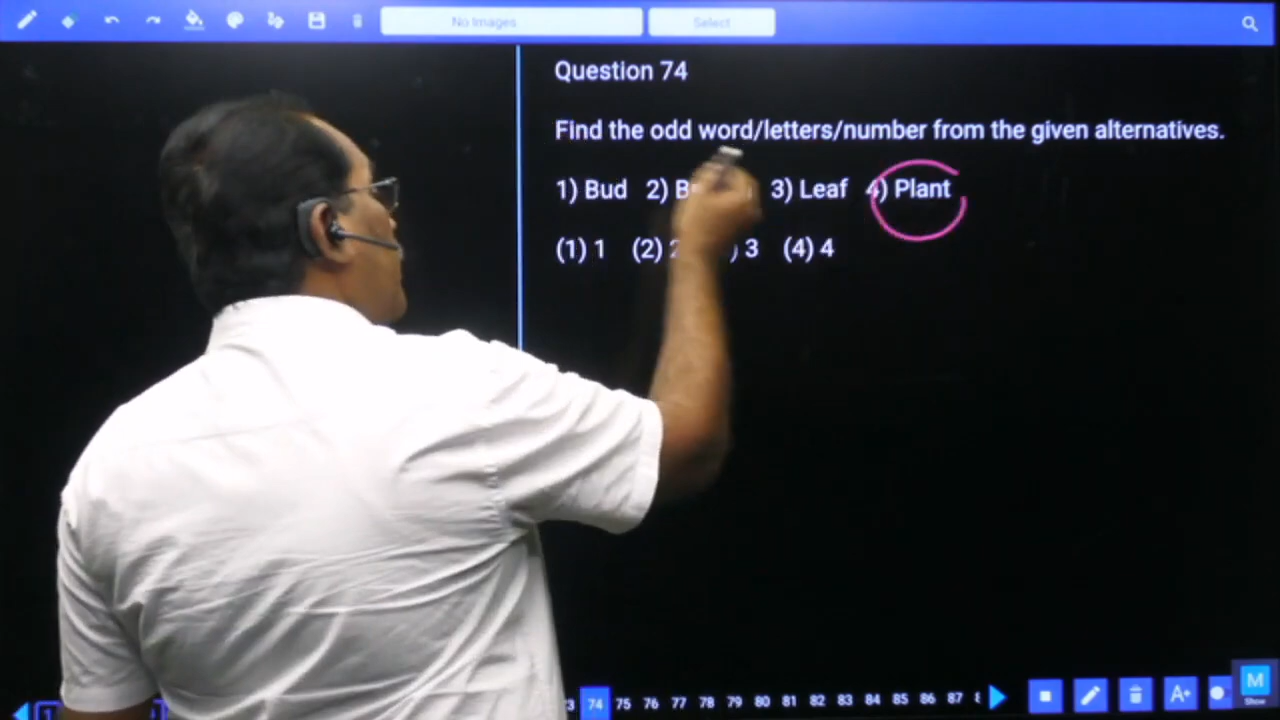 No Images
Select
Question 74
Find the odd word/letters/number from the given alternatives.
1) Bud 2) 3) Leaf 4) Plant
(1) 1 (2) 3 (4) 4
74 75 76 77 78 79 80 81 82 83 84 85 86 87
A+
M
Show